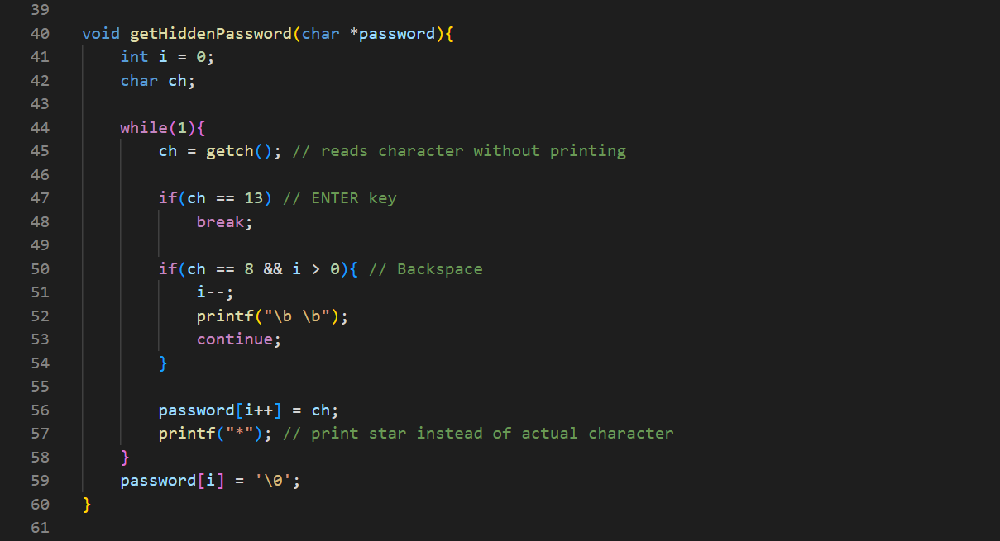 39
40 void getHiddenPassword(char *password){
41     int i = 0;
42     char ch;
43
44     while(1){
45         ch = getch(); // reads character without printing
46
47         if(ch == 13) // ENTER key
48             break;
49
50         if(ch == 8 && i > 0){ // Backspace
51             i--;
52             printf("\b \b");
53             continue;
54         }
55
56         password[i++] = ch;
57         printf("*"); // print star instead of actual character
58     }
59     password[i] = '\0';
60 }
61